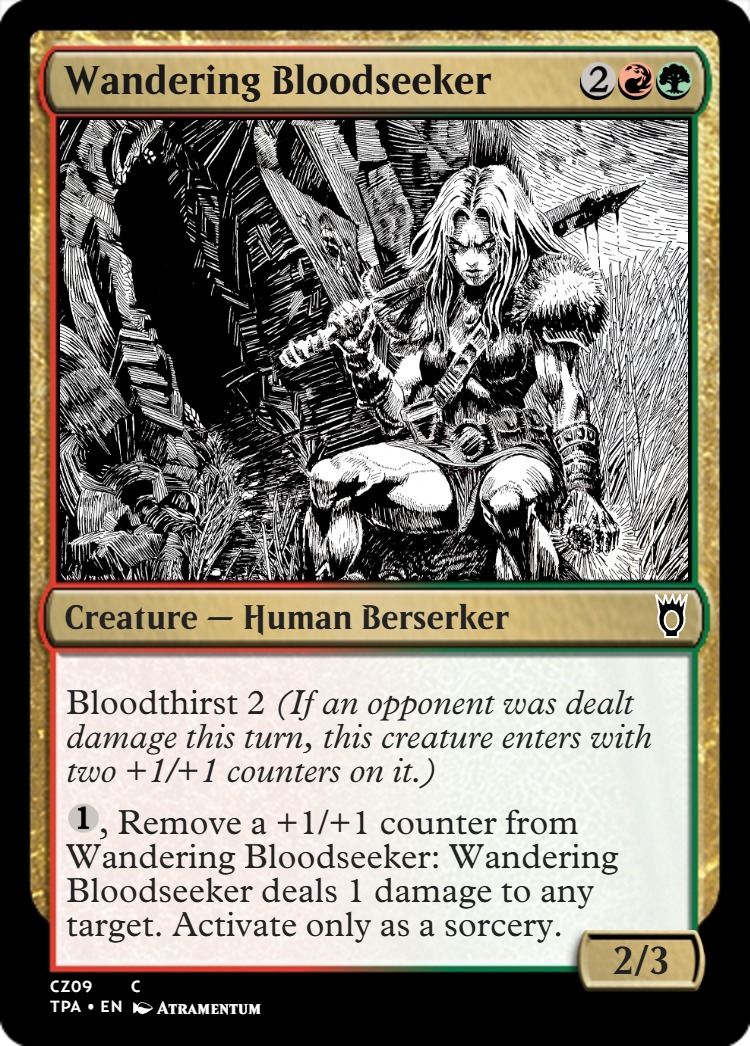 Wandering Bloodseeker 2
Creature — Human Berserker
Bloodthirst 2 (If an opponent was dealt
damage this turn, this creature enters with
two +1/+1 counters on it.)
1, Remove a +1/+1 counter from
Wandering Bloodseeker: Wandering
Bloodseeker deals 1 damage to any
target. Activate only as a sorcery.
2/3
CZ09 C
TPA • EN Atramentum